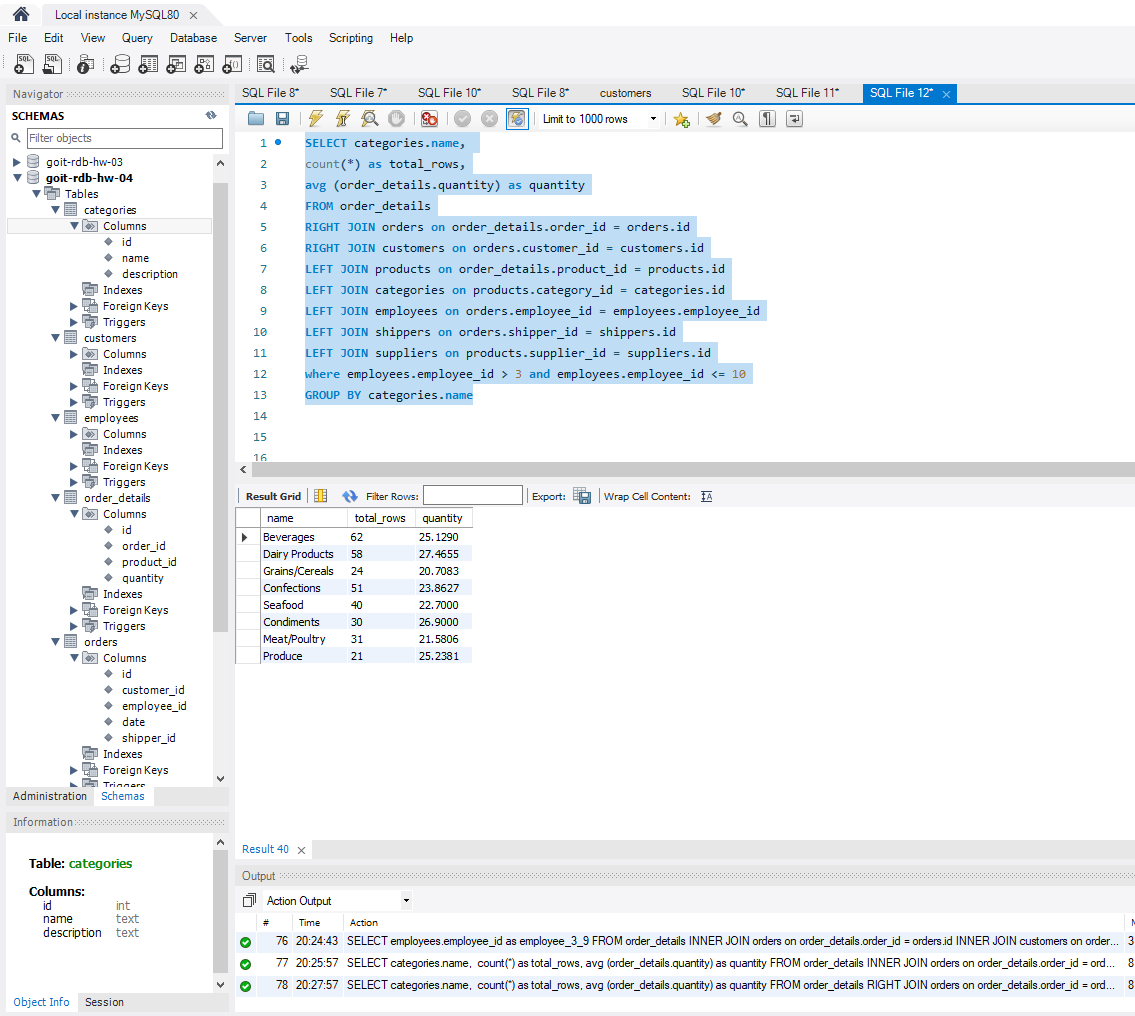 Local instance MySQL80
File Edit View Query Database Server Tools Scripting Help
Navigator
SCHEMAS
Filter objects
goit-rdb-hw-03
goit-rdb-hw-04
Tables
categories
Columns
id
name
description
Indexes
Foreign Keys
Triggers
customers
Columns
Indexes
Foreign Keys
Triggers
employees
Columns
Indexes
Foreign Keys
Triggers
order_details
Columns
id
order_id
product_id
quantity
Indexes
Foreign Keys
Triggers
orders
Columns
id
customer_id
employee_id
date
shipper_id
Indexes
Foreign Keys
Triggers
Administration Schemas
Information
Table: categories
Columns:
id int
name text
description text
Object Info Session
SQL File 8* SQL File 7* SQL File 10* SQL File 8* customers SQL File 10* SQL File 11* SQL File 12*
Limit to 1000 rows
1 SELECT categories.name,
2 count(*) as total_rows,
3 avg (order_details.quantity) as quantity
4 FROM order_details
5 RIGHT JOIN orders on order_details.order_id = orders.id
6 RIGHT JOIN customers on orders.customer_id = customers.id
7 LEFT JOIN products on order_details.product_id = products.id
8 LEFT JOIN categories on products.category_id = categories.id
9 LEFT JOIN employees on orders.employee_id = employees.employee_id
10 LEFT JOIN shippers on orders.shipper_id = shippers.id
11 LEFT JOIN suppliers on products.supplier_id = suppliers.id
12 where employees.employee_id > 3 and employees.employee_id <= 10
13 GROUP BY categories.name
14
15
16
Result Grid Filter Rows: Export: Wrap Cell Content:
name total_rows quantity
Beverages 62 25.1290
Dairy Products 58 27.4655
Grains/Cereals 24 20.7083
Confections 51 23.8627
Seafood 40 22.7000
Condiments 30 26.9000
Meat/Poultry 31 21.5806
Produce 21 25.2381
Result 40
Output
Action Output
# Time Action
76 20:24:43 SELECT employees.employee_id as employee_3_9 FROM order_details INNER JOIN orders on order_details.order_id = orders.id INNER JOIN customers on order... 3
77 20:25:57 SELECT categories.name, count(*) as total_rows, avg (order_details.quantity) as quantity FROM order_details INNER JOIN orders on order_details.order_id = ord... 8
78 20:27:57 SELECT categories.name, count(*) as total_rows, avg (order_details.quantity) as quantity FROM order_details RIGHT JOIN orders on order_details.order_id = ord... 8